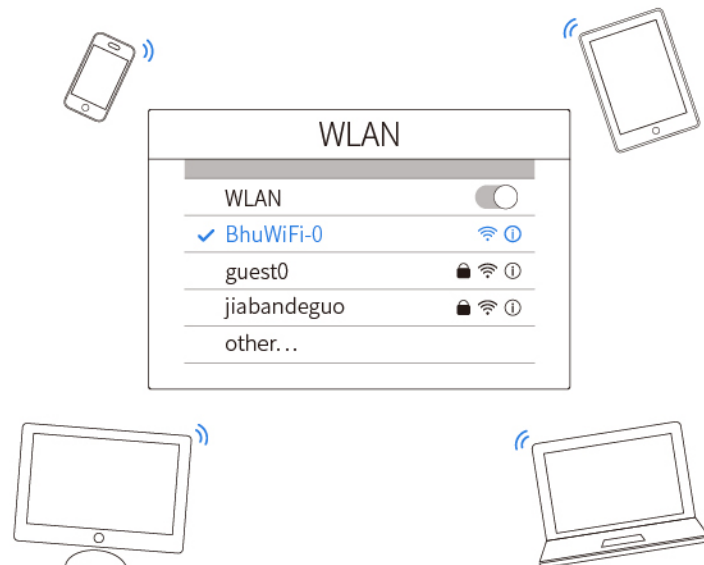 WLAN
WLAN
BhuWiFi-0
guest0
jiabandeguo
other...